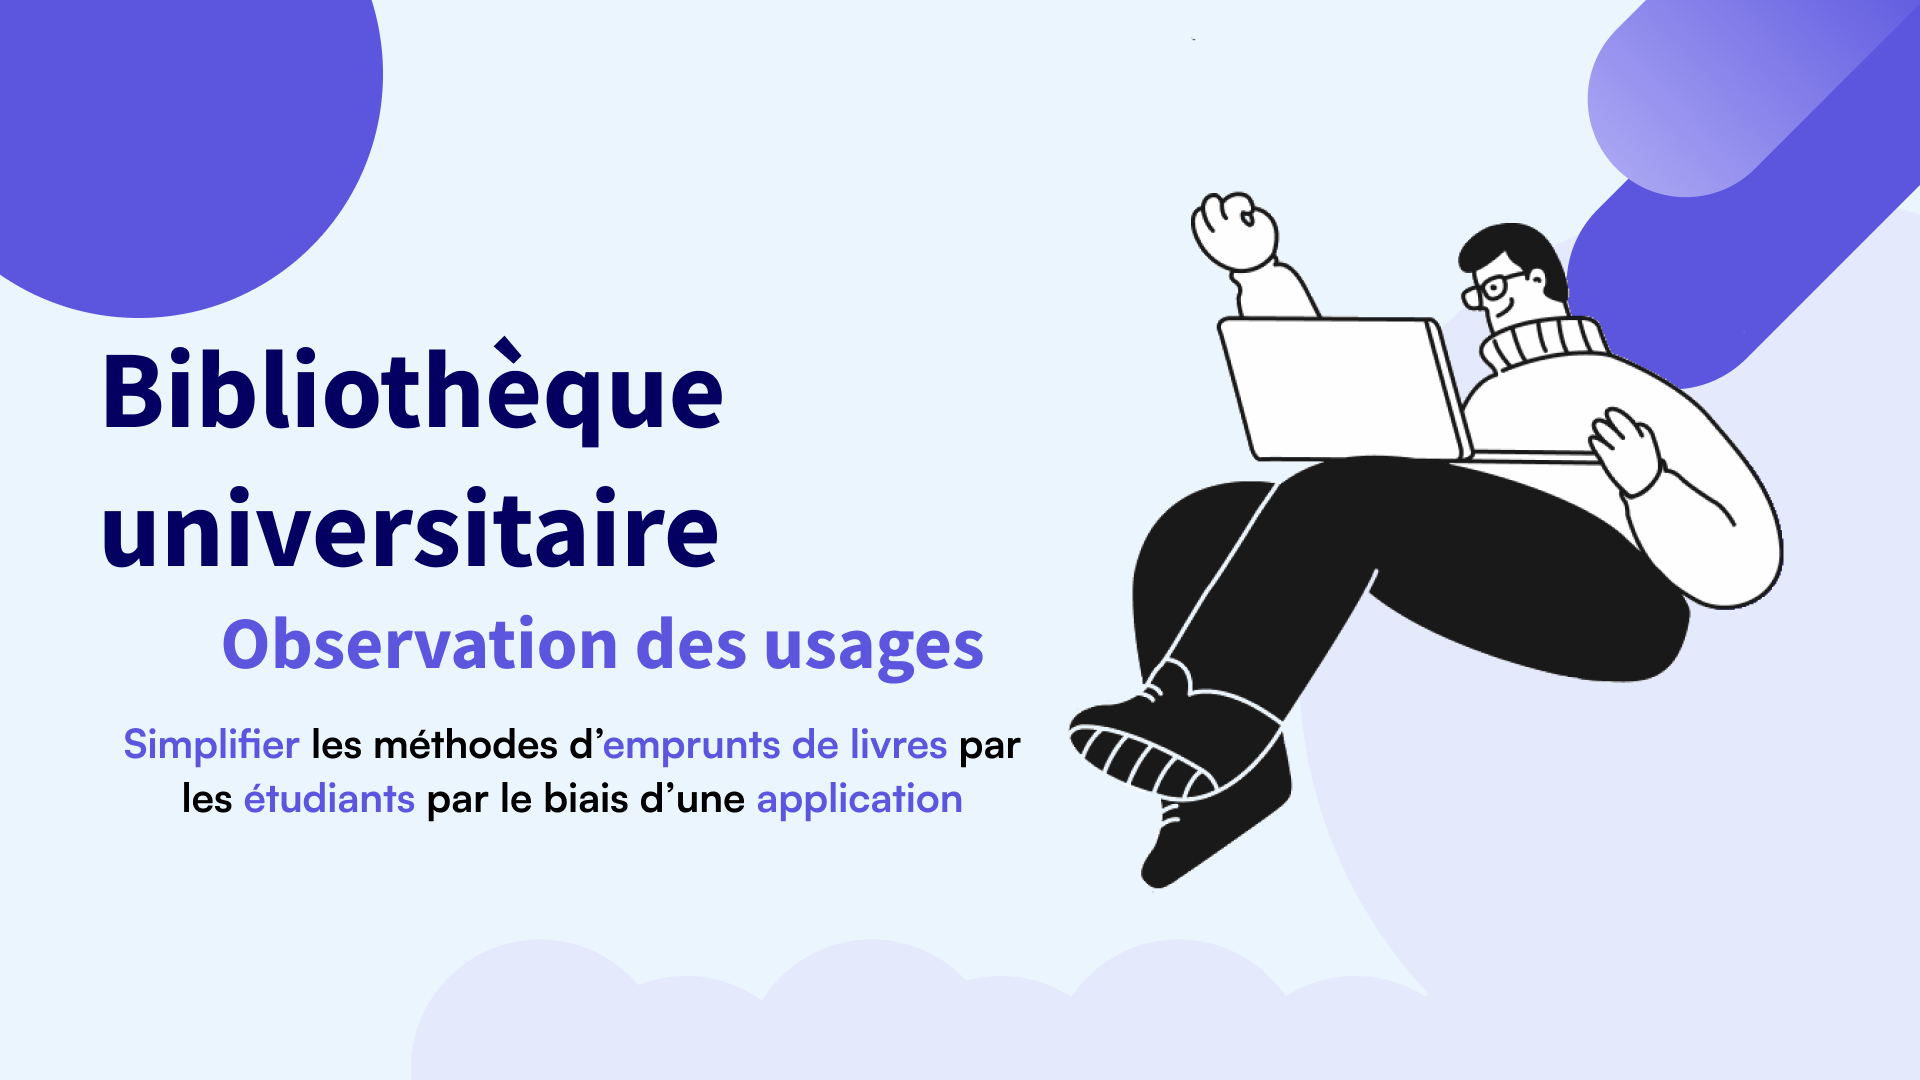 Bibliothèque
universitaire
Observation des usages
Simplifier les méthodes d’emprunts de livres par
les étudiants par le biais d’une application